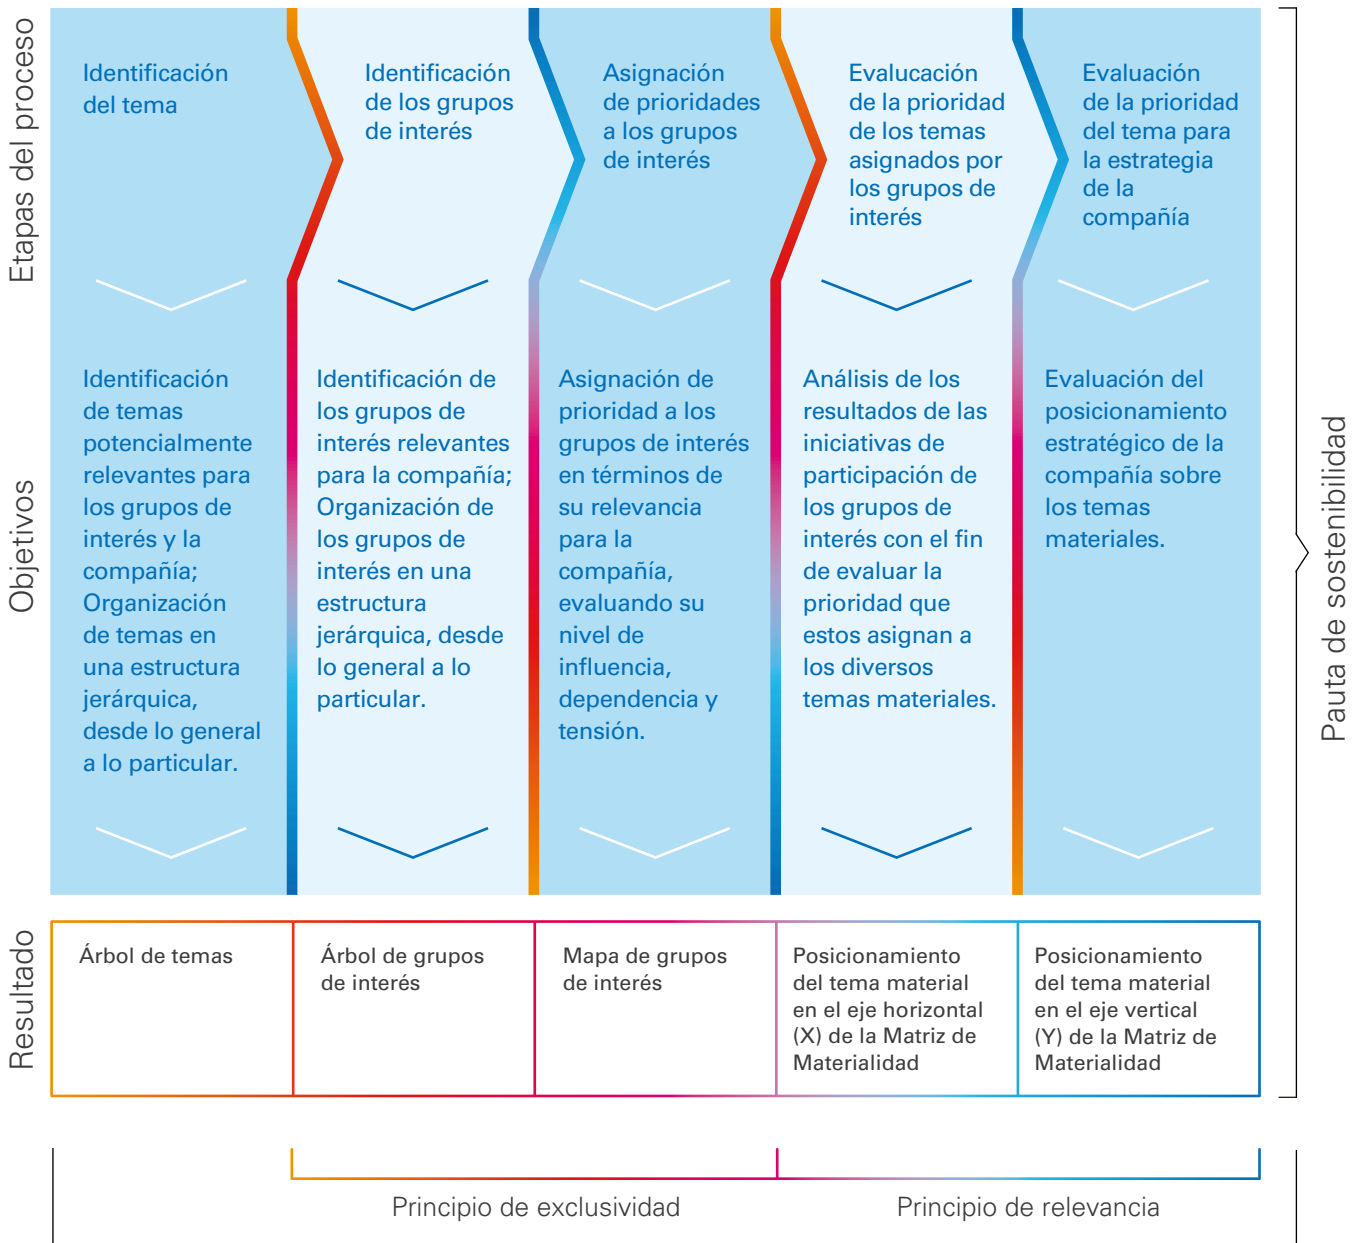 Etapas del proceso
Identificación
del tema
Identificación
de los grupos
de interés
Asignación
de prioridades
a los grupos
de interés
Evalucación
de la prioridad
de los temas
asignados por
los grupos de
interés
Evaluación
de la prioridad
del tema para
la estrategia
de la
compañía
Objetivos
Identificación
de temas
potencialmente
relevantes para
los grupos de
interés y la
compañía;
Organización
de temas en
una estructura
jerárquica,
desde lo general
a lo particular.
Identificación de
los grupos de
interés relevantes
para la compañía;
Organización de
los grupos de
interés en una
estructura
jerárquica, desde
lo general a lo
particular.
Asignación de
prioridad a los
grupos de interés
en términos de
su relevancia
para la
compañía,
evaluando su
nivel de
influencia,
dependencia y
tensión.
Análisis de los
resultados de las
iniciativas de
participación de
los grupos de
interés con el fin
de evaluar la
prioridad que
estos asignan a
los diversos
temas materiales.
Evaluación del
posicionamiento
estratégico de la
compañía sobre
los temas
materiales.
Resultado
Árbol de temas
Árbol de grupos
de interés
Mapa de grupos
de interés
Posicionamiento
del tema material
en el eje horizontal
(X) de la Matriz de
Materialidad
Posicionamiento
del tema material
en el eje vertical
(Y) de la Matriz de
Materialidad
Pauta de sostenibilidad
Principio de exclusividad
Principio de relevancia